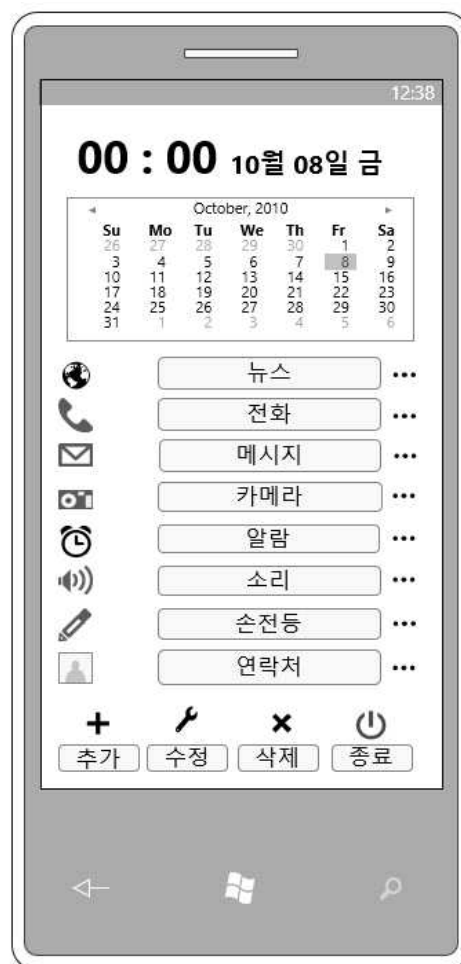 12:38
00 : 00 10월 08일 금
October, 2010
Su Mo Tu We Th Fr Sa
26 27 28 29 30 1 2
3 4 5 6 7 8 9
10 11 12 13 14 15 16
17 18 19 20 21 22 23
24 25 26 27 28 29 30
31 1 2 3 4 5 6
뉴스
전화
메시지
카메라
알람
소리
손전등
연락처
추가 수정 삭제 종료